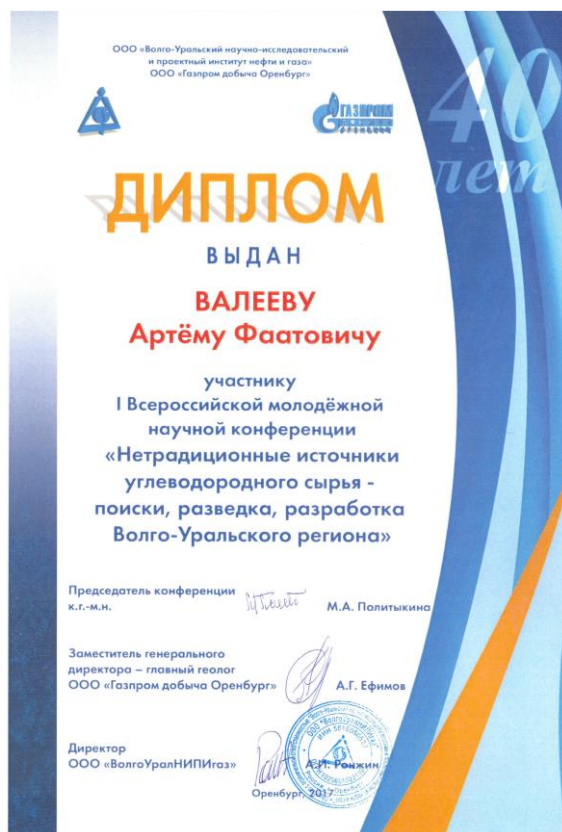 ООО «Волго-Уральский научно-исследовательский
и проектный институт нефти и газа»
ООО «Газпром добыча Оренбург»
40
лет
ГАЗПРОМ
ДИПЛОМ
ВЫДАН
ВАЛЕЕВУ
Артёму Фаатовичу
участнику
I Всероссийской молодёжной
научной конференции
«Нетрадиционные источники
углеводородного сырья -
поиски, разведка, разработка
Волго-Уральского региона»
Председатель конференции
к.г.-м.н.
М.А. Политыкина
Заместитель генерального
директора – главный геолог
ООО «Газпром добыча Оренбург»
А.Г. Ефимов
Директор
ООО «ВолгоУралНИПИгаз»
А.И. Ронжин
Оренбург, 2017